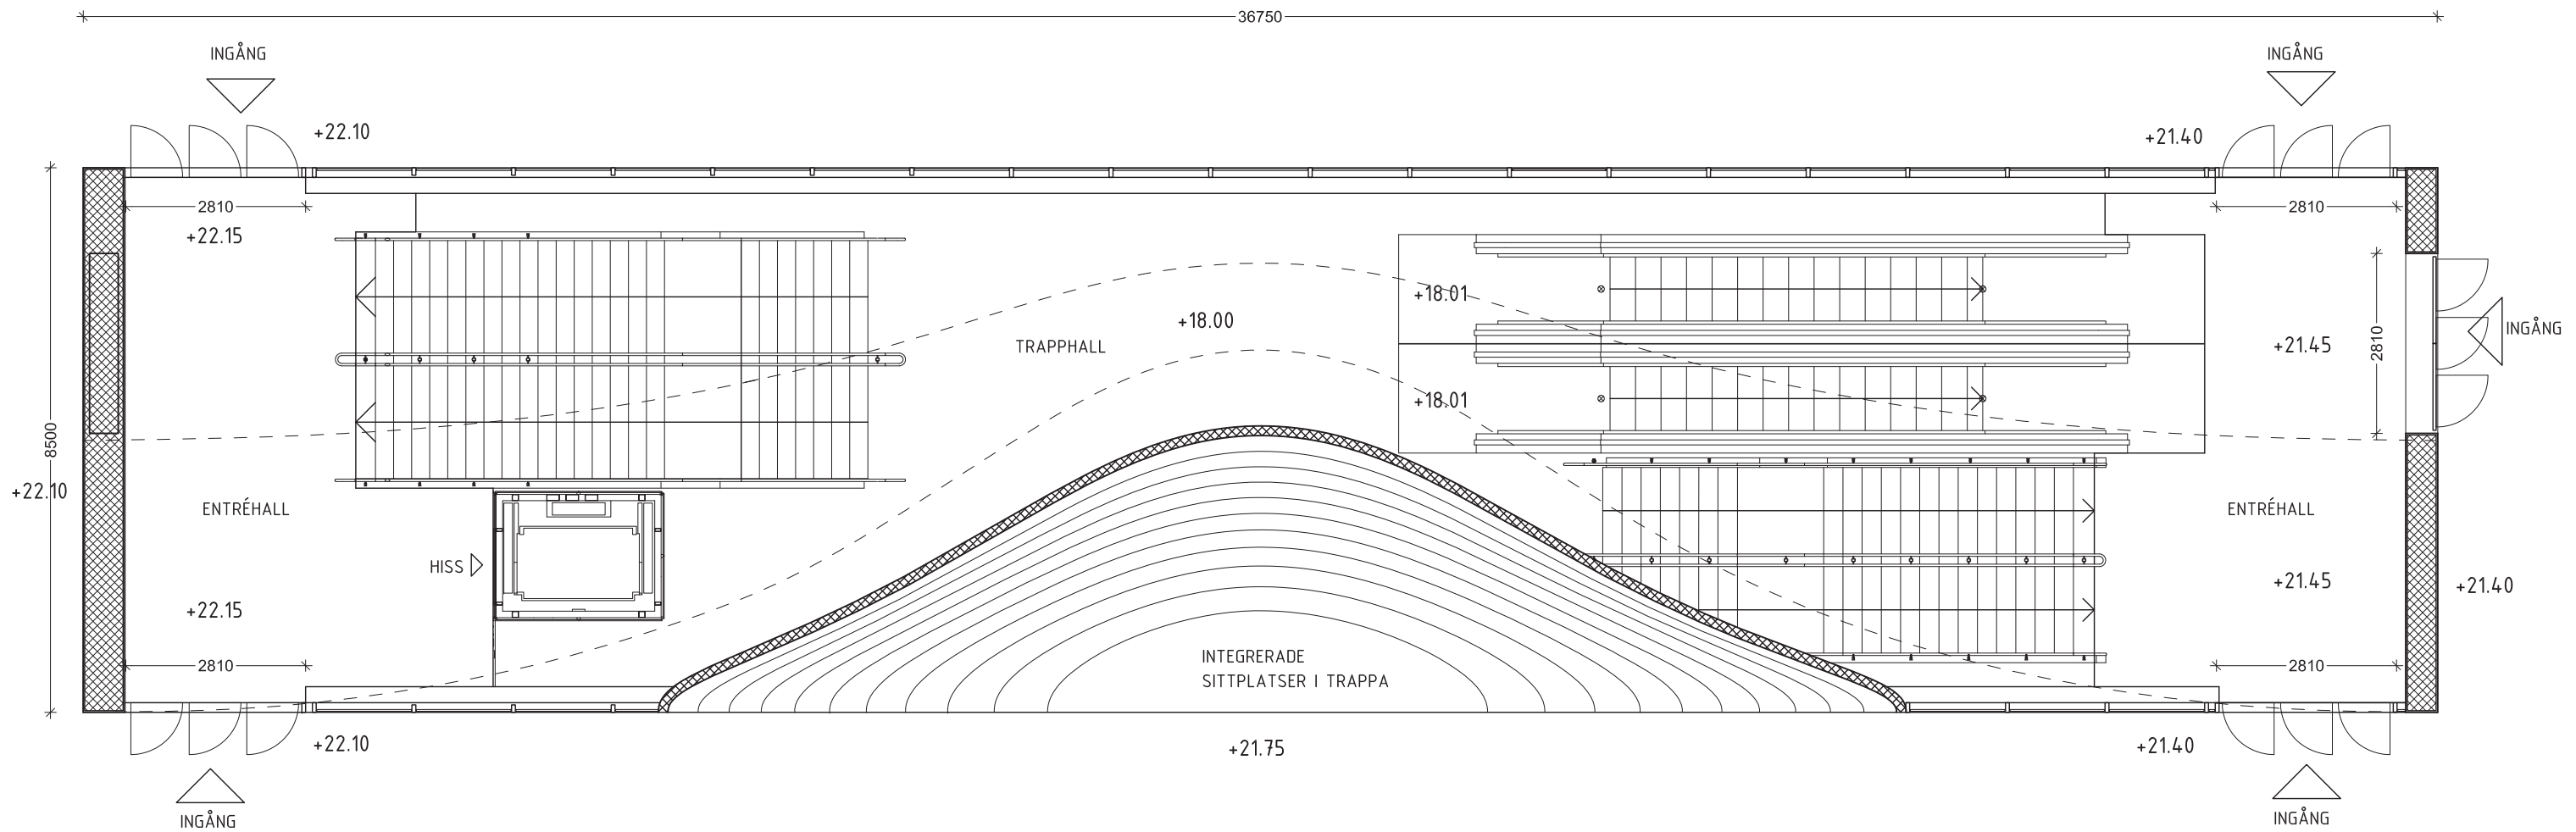 36750
INGÅNG
INGÅNG
+22.10
+21.40
2810
2810
+22.15
+18.01
+18.00
INGÅNG
TRAPPHALL
+21.45
2810
+18.01
8500
+22.10
ENTRÉHALL
ENTRÉHALL
HISS
+21.45
+21.40
+22.15
INTEGRERADE
SITTPLATSER I TRAPPA
2810
2810
+22.10
+21.75
+21.40
INGÅNG
INGÅNG